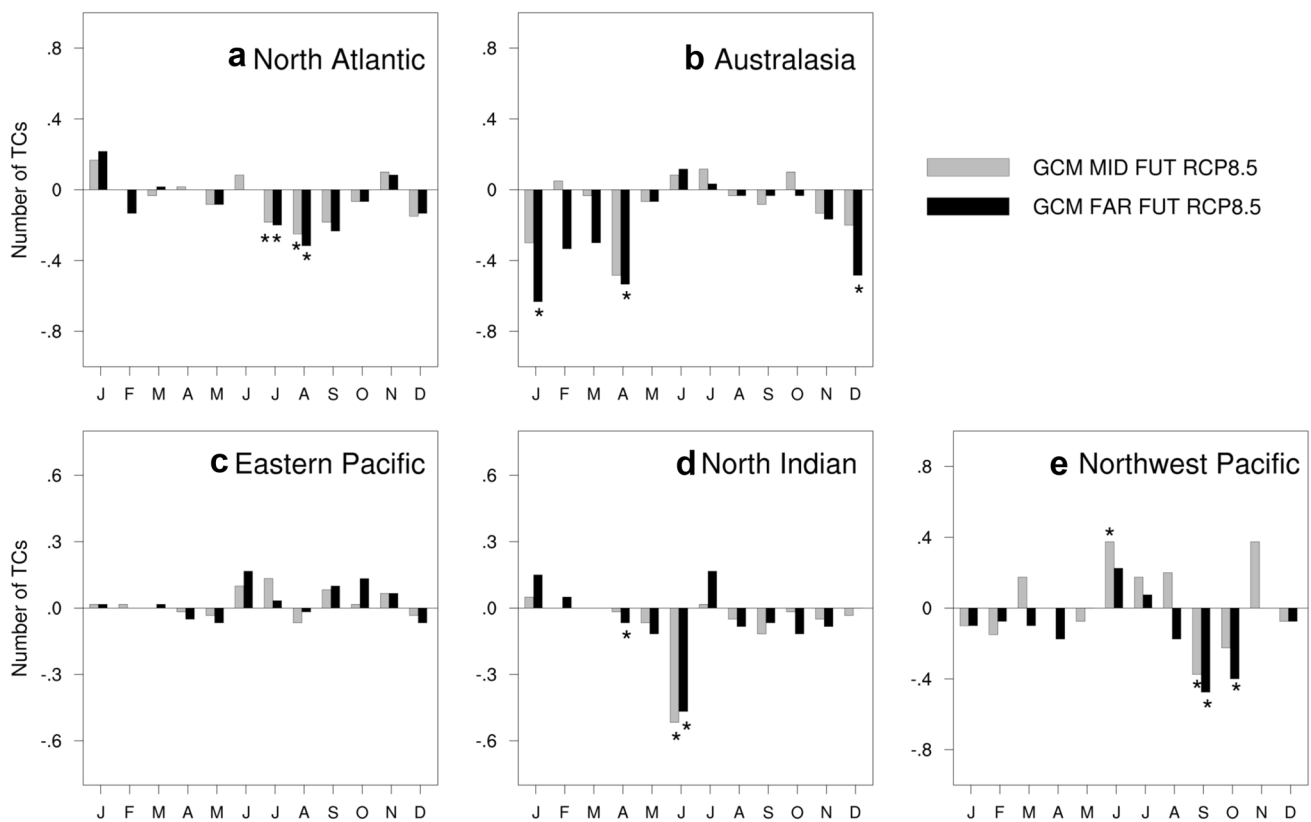 a North Atlantic
Number of TCs
.8
.4
0
-.4
-.8
J F M A M J J A S O N D
* *
*
*
b Australasia
.8
.4
0
-.4
-.8
J F M A M J J A S O N D
*
*
*
GCM MID FUT RCP8.5
GCM FAR FUT RCP8.5
c Eastern Pacific
Number of TCs
.6
.3
.0
-.3
-.6
J F M A M J J A S O N D
d North Indian
.6
.3
.0
-.3
-.6
J F M A M J J A S O N D
*
*
*
e Northwest Pacific
.8
.4
0
-.4
-.8
J F M A M J J A S O N D
*
*
*
*